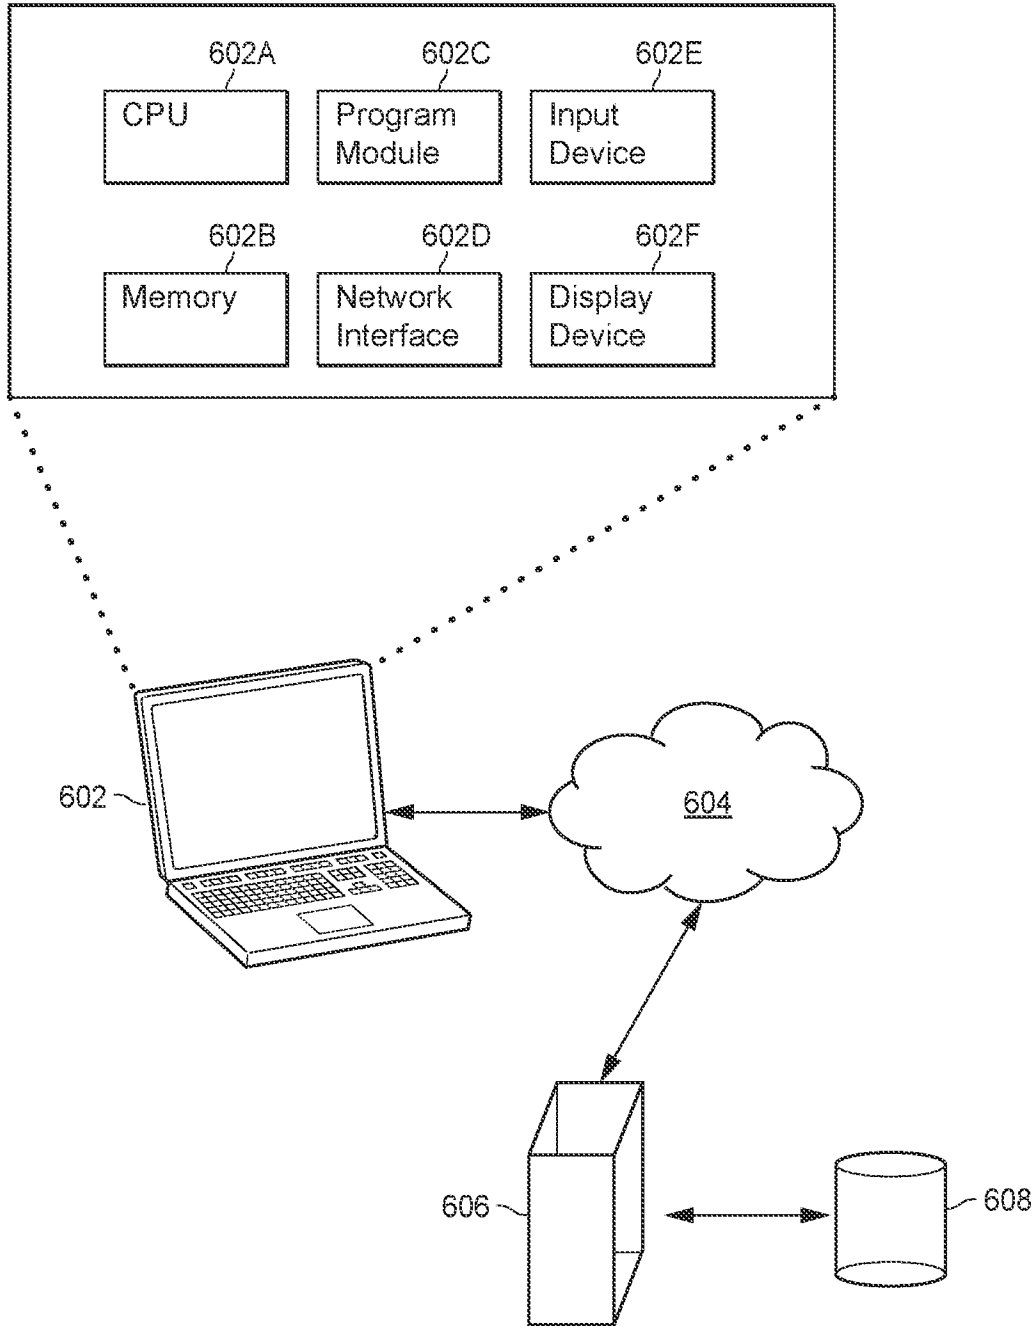 602A 602C 602E
CPU Program Module Input Device
602B 602D 602F
Memory Network Interface Display Device
602
604
606
608